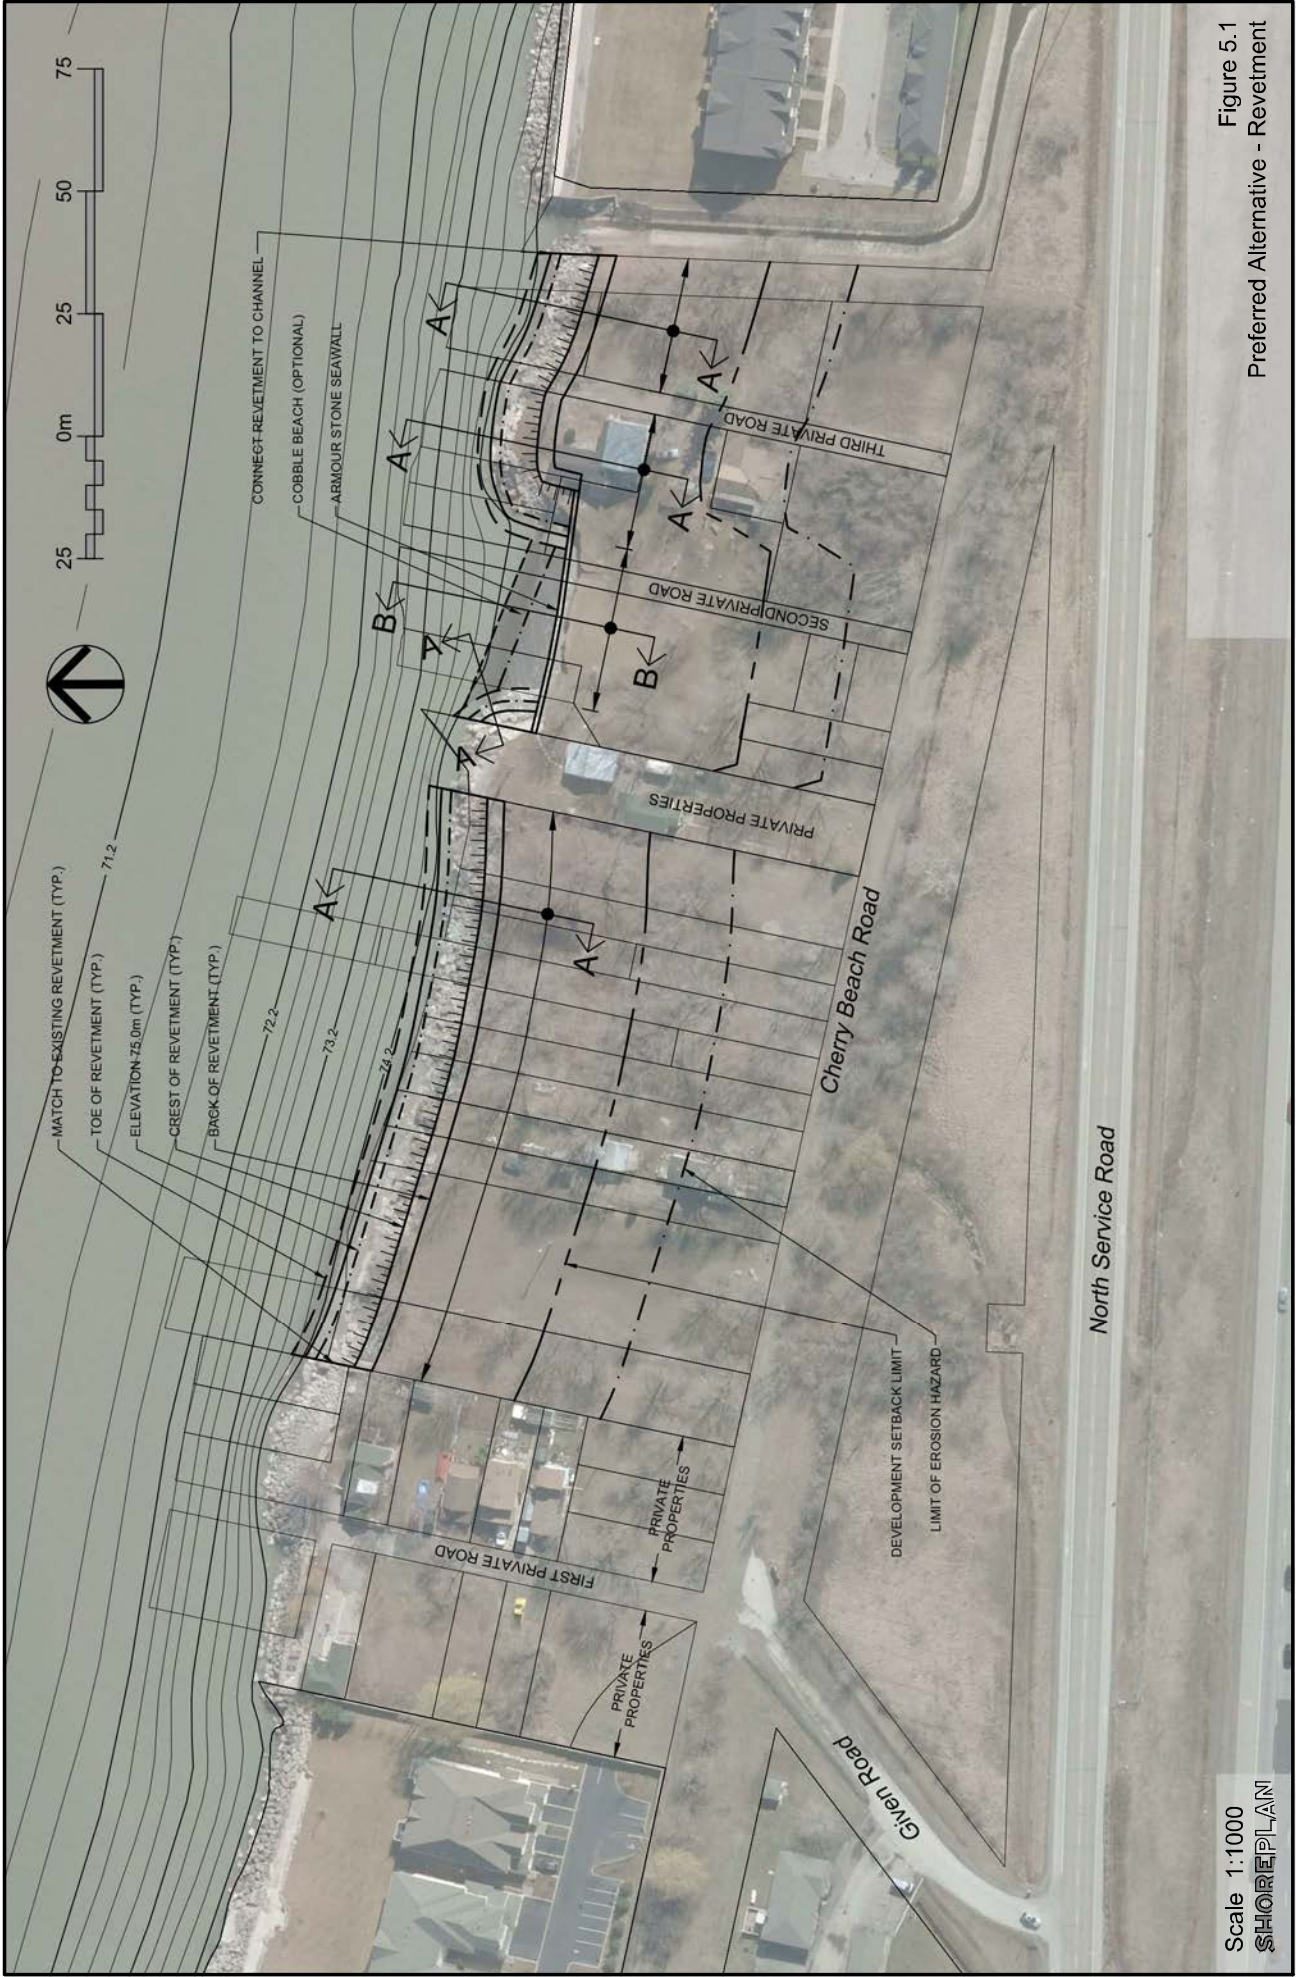 MATCH TO EXISTING REVETMENT (TYP.)
TOE OF REVETMENT (TYP.)
ELEVATION 75.0m (TYP.)
CREST OF REVETMENT (TYP.)
BACK OF REVETMENT (TYP.)
71.2
72.2
73.2
74.2
25
0m
25
50
75
CONNECT REVETMENT TO CHANNEL
COBBLE BEACH (OPTIONAL)
ARMOUR STONE SEAWALL
A
A
B
A
A
A
A
B
A
A
A
FIRST PRIVATE ROAD
PRIVATE PROPERTIES
SECOND PRIVATE ROAD
THIRD PRIVATE ROAD
PRIVATE
PROPERTIES
PRIVATE
PROPERTIES
DEVELOPMENT SETBACK LIMIT
LIMIT OF EROSION HAZARD
Cherry Beach Road
Given Road
North Service Road
Scale 1:1000
SHOREPLAN
Figure 5.1
Preferred Alternative - Revetment